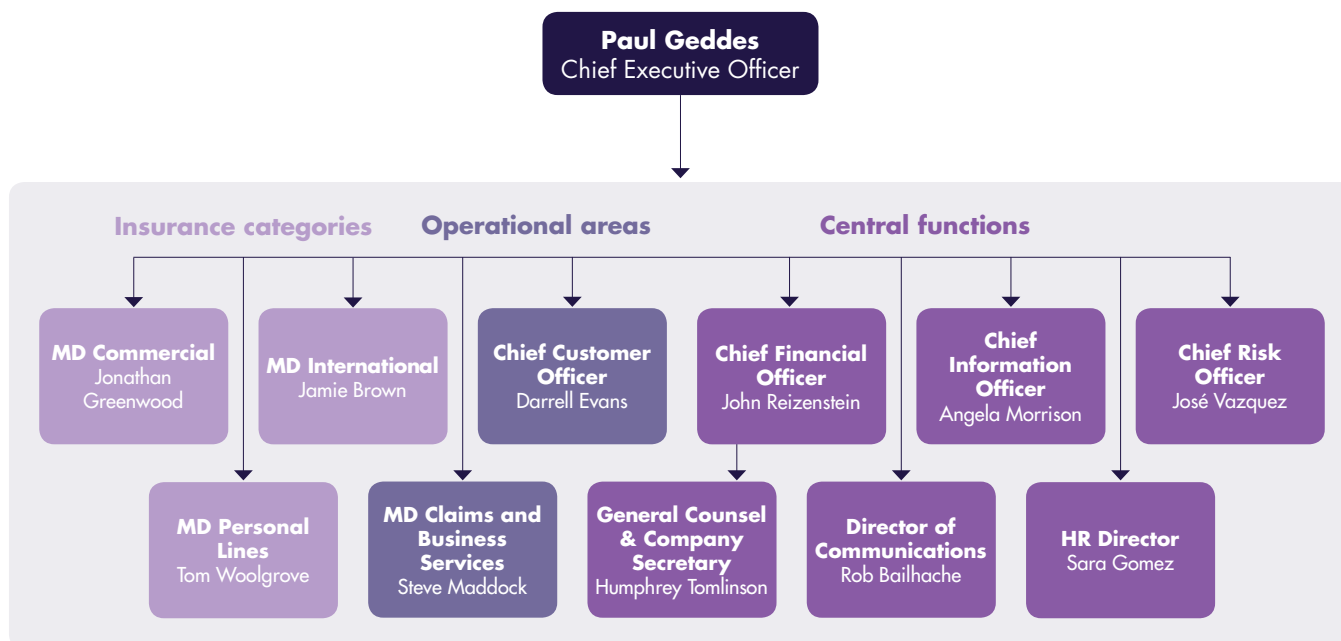 Paul Geddes
Chief Executive Officer
Insurance categories
Operational areas
Central functions
MD Commercial
Jonathan
Greenwood
MD International
Jamie Brown
Chief Customer
Officer
Darrell Evans
Chief Financial
Officer
John Reizenstein
Chief
Information
Officer
Angela Morrison
Chief Risk
Officer
José Vazquez
MD Personal
Lines
Tom Woolgrove
MD Claims and
Business
Services
Steve Maddock
General Counsel
& Company
Secretary
Humphrey Tomlinson
Director of
Communications
Rob Bailhache
HR Director
Sara Gomez